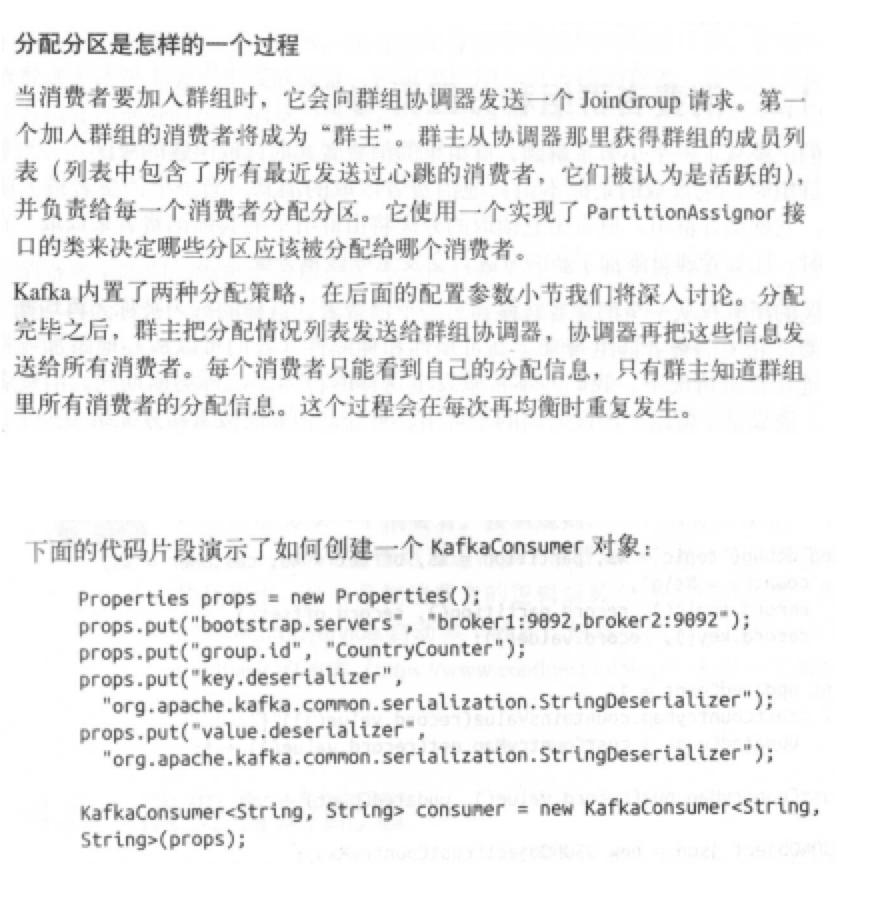 分配分区是怎样的一个过程
当消费者要加入群组时，它会向群组协调器发送一个 JoinGroup 请求。第一
个加入群组的消费者将成为“群主”。群主从协调器那里获得群组的成员列
表（列表中包含了所有最近发送过心跳的消费者，它们被认为是活跃的），
并负责给每一个消费者分配分区。它使用一个实现了 PartitionAssignor 接
口的类来决定哪些分区应该被分配给哪个消费者。
Kafka 内置了两种分配策略，在后面的配置参数小节我们将深入讨论。分配
完毕之后，群主把分配情况列表发送给群组协调器，协调器再把这些信息发
送给所有消费者。每个消费者只能看到自己的分配信息，只有群主知道群组
里所有消费者的分配信息。这个过程会在每次再均衡时重复发生。
下面的代码片段演示了如何创建一个 KafkaConsumer 对象：
Properties props = new Properties();
props.put("bootstrap.servers", "broker1:9092,broker2:9092");
props.put("group.id", "CountryCounter");
props.put("key.deserializer",
"org.apache.kafka.common.serialization.StringDeserializer");
props.put("value.deserializer",
"org.apache.kafka.common.serialization.StringDeserializer");
KafkaConsumer<String, String> consumer = new KafkaConsumer<String,
String>(props);